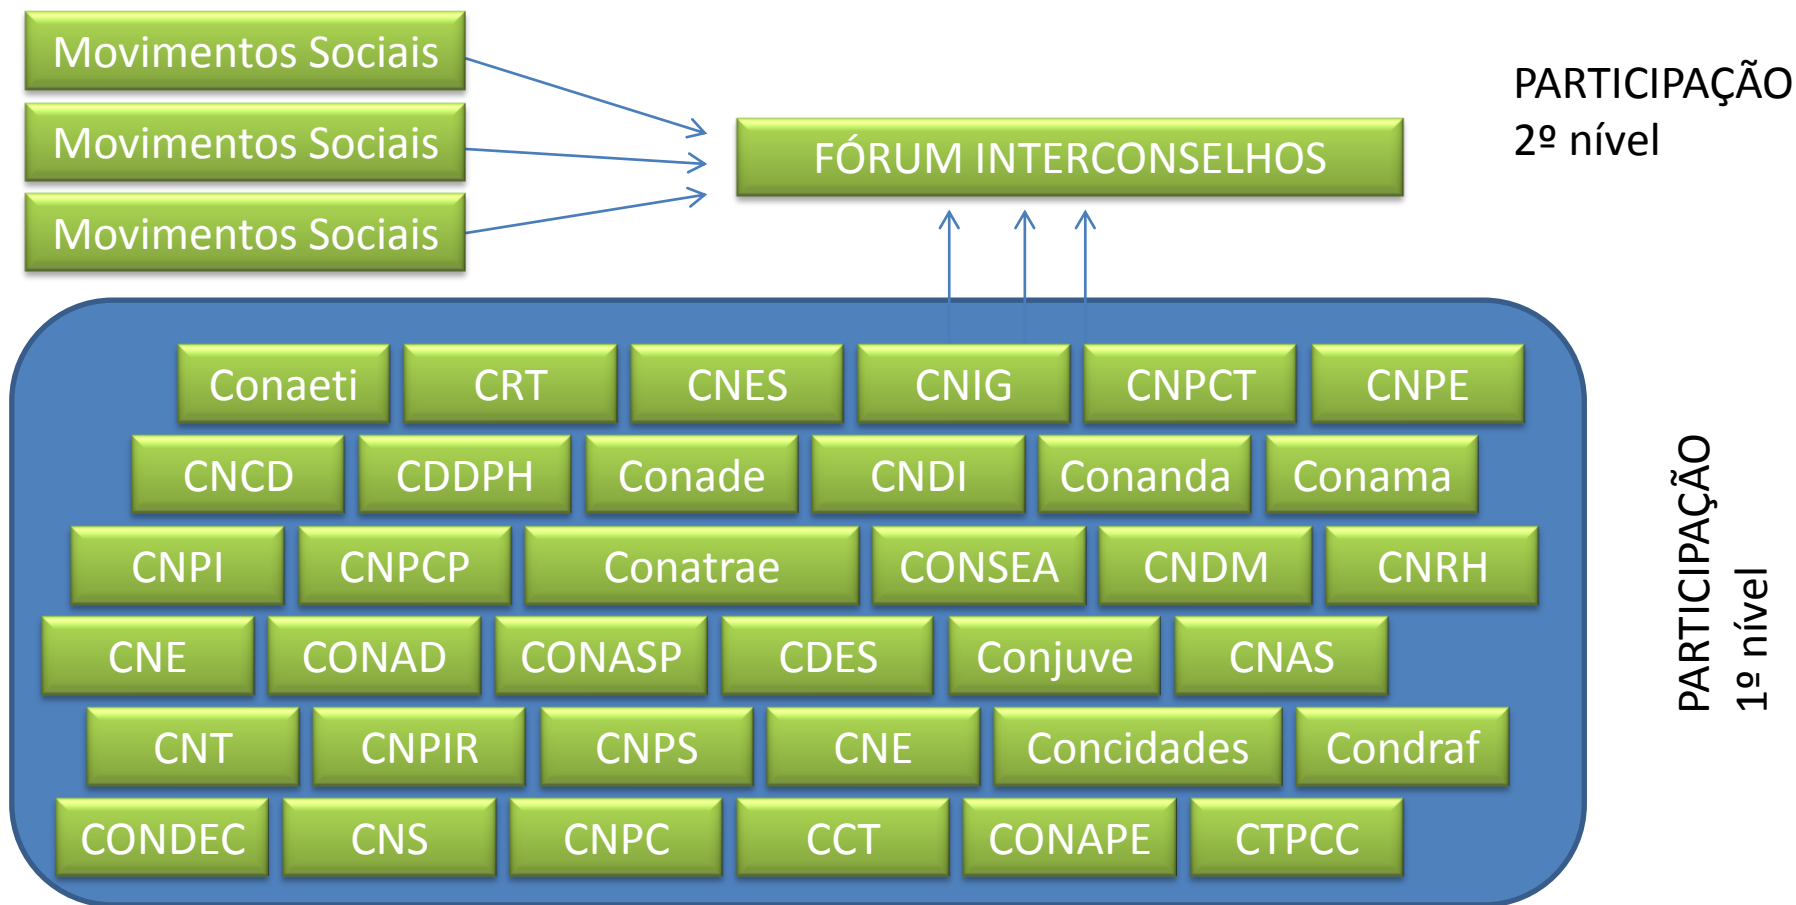 Movimentos Sociais
Movimentos Sociais
Movimentos Sociais
FÓRUM INTERCONSELHOS
PARTICIPAÇÃO
2º nível
Conaeti CRT CNES CNIG CNPCT CNPE
CNCD CDDPH Conade CNDI Conanda Conama
CNPI CNPCP Conatrae CONSEA CNDM CNRH
CNE CONAD CONASP CDES Conjuve CNAS
CNT CNPIR CNPS CNE Concidades Condraf
CONDEC CNS CNPC CCT CONAPE CTPCC
PARTICIPAÇÃO
1º nível